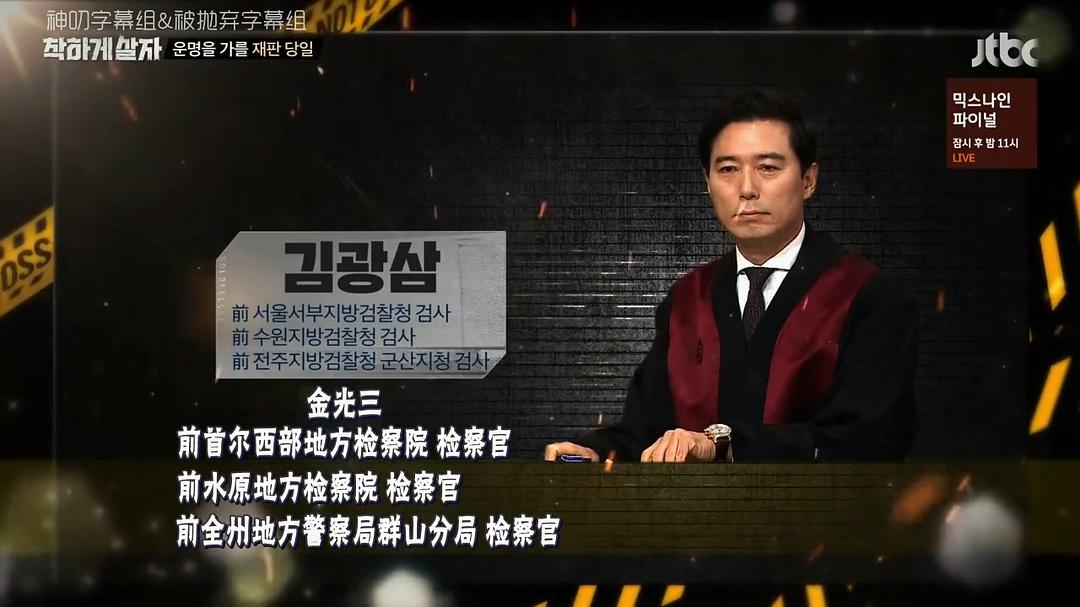 神叨字幕组&被抛弃字幕组
착하게 살자 운명을 가를 재판 당일
jtbc
믹스나인
파이널
잠시 후 밤 11시
LIVE
김광삼
前 서울서부지방검찰청 검사
前 수원지방검찰청 검사
前 전주지방검찰청 군산지청 검사
金光三
前首尔西部地方检察院 检察官
前水原地方检察院 检察官
前全州地方警察局群山分局 检察官